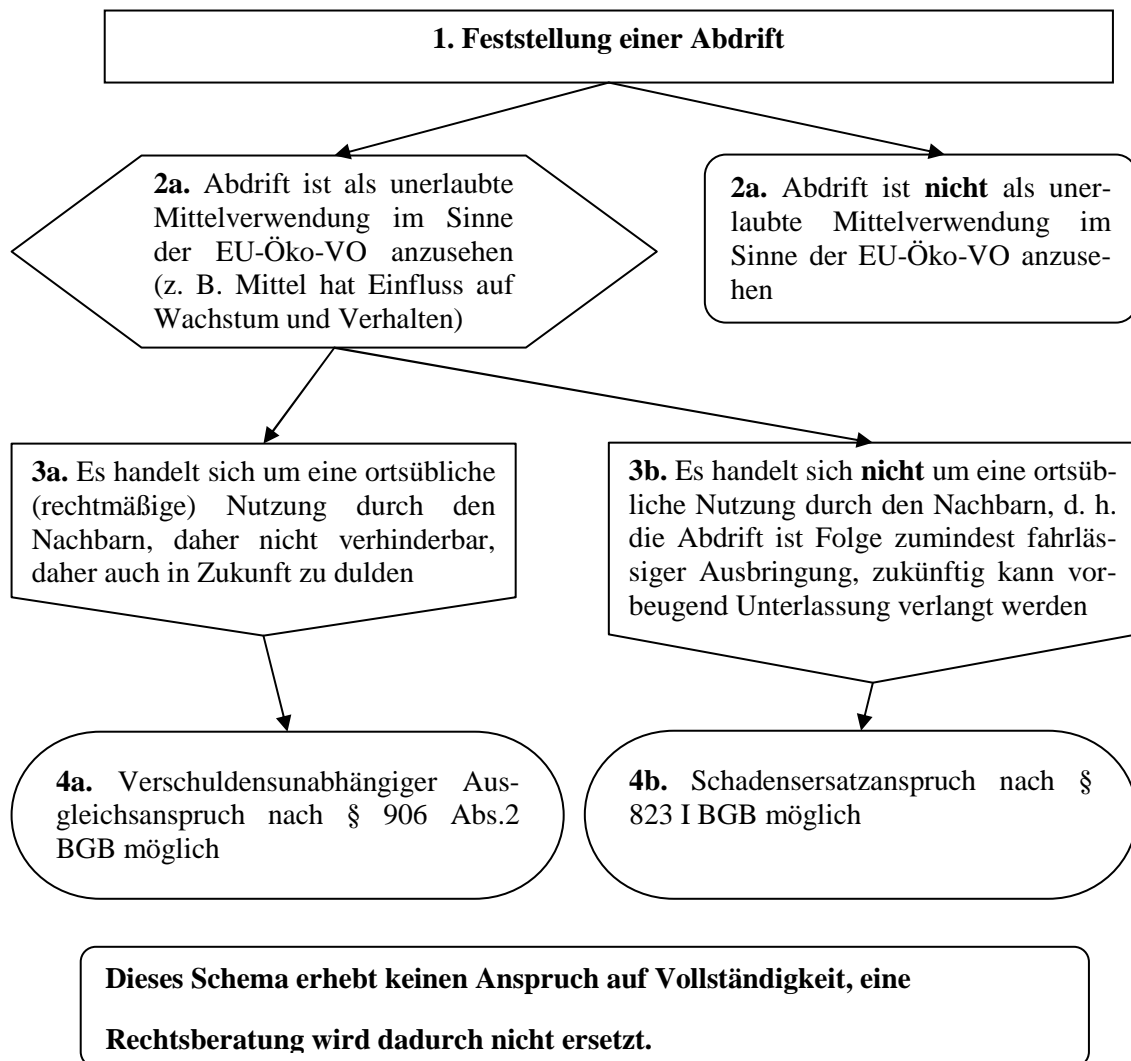 1. Feststellung einer Abdrift
2a. Abdrift ist als unerlaubte
Mittelverwendung im Sinne
der EU-Öko-VO anzusehen
(z. B. Mittel hat Einfluss auf
Wachstum und Verhalten)
2a. Abdrift ist nicht als uner-
laubte Mittelverwendung im
Sinne der EU-Öko-VO anzuse-
hen
3a. Es handelt sich um eine ortsübliche
(rechtmäßige) Nutzung durch den
Nachbarn, daher nicht verhinderbar,
daher auch in Zukunft zu dulden
3b. Es handelt sich nicht um eine ortsüb-
liche Nutzung durch den Nachbarn, d. h.
die Abdrift ist Folge zumindest fahrläs-
siger Ausbringung, zukünftig kann vor-
beugend Unterlassung verlangt werden
4a. Verschuldensunabhängiger Aus-
gleichsanspruch nach § 906 Abs.2
BGB möglich
4b. Schadensersatzanspruch nach §
823 I BGB möglich
Dieses Schema erhebt keinen Anspruch auf Vollständigkeit, eine
Rechtsberatung wird dadurch nicht ersetzt.